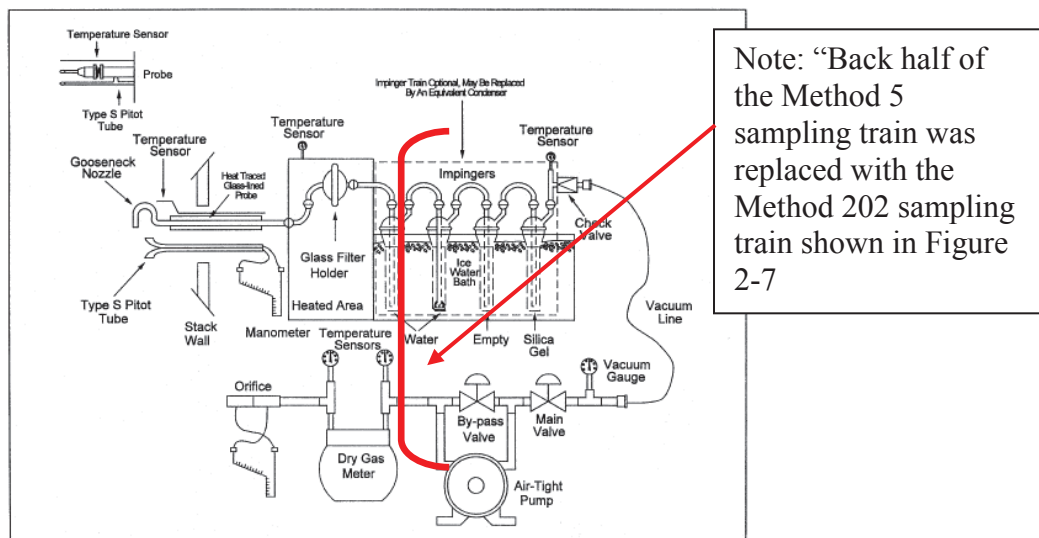 Temperature Sensor
Probe
Type S Pitot
Tube
Temperature
Sensor
Gooseneck
Nozzle
Heat Traced
Glass-lined
Probe
Type S Pitot
Tube
Stack
Wall
Manometer
Temperature
Sensor
Glass Filter
Holder
Heated Area
Impinger Train Optional, May Be Replaced
By An Equivalent Condenser
Impingers
Temperature
Sensor
Check
Valve
Ice
Water
Bath
Water
Empty
Silica
Gel
Vacuum
Line
Temperature
Sensors
Orifice
Dry Gas
Meter
By-pass
Valve
Main
Valve
Vacuum
Gauge
Air-Tight
Pump
Note: “Back half of
the Method 5
sampling train was
replaced with the
Method 202 sampling
train shown in Figure
2-7